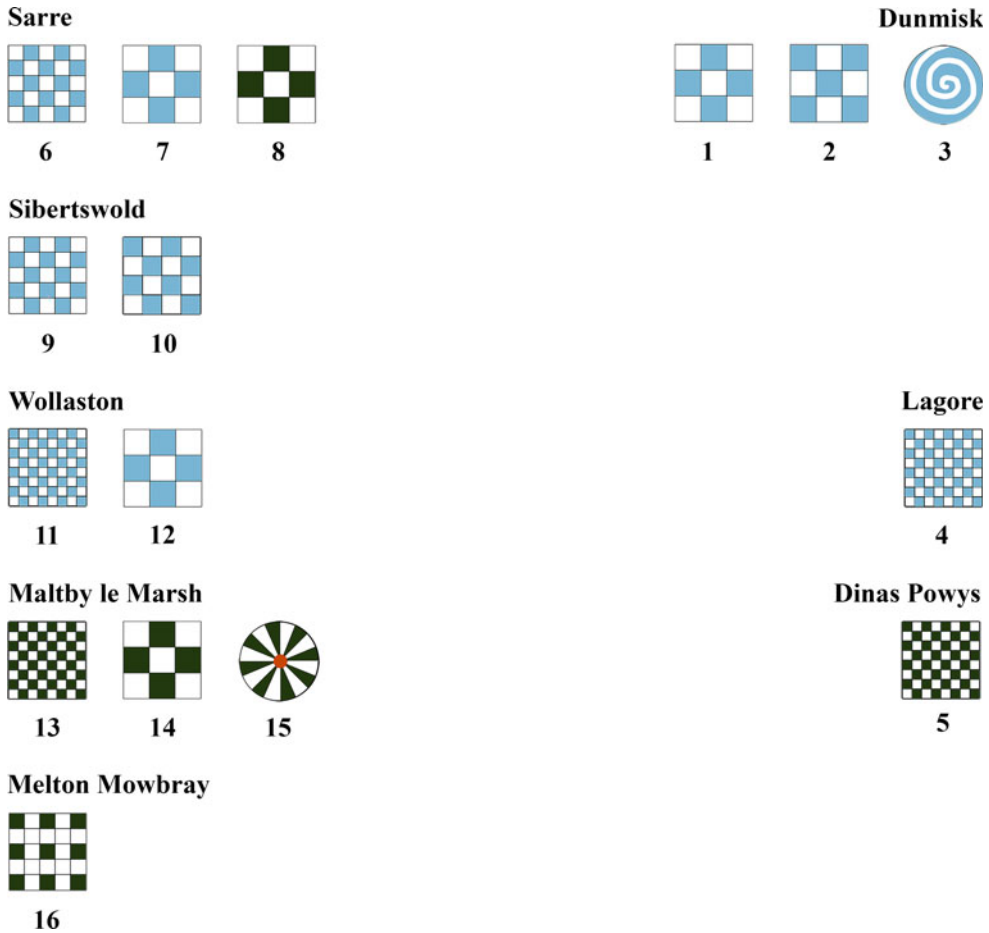 Sarre
Dunmisk
6 7 8
1 2 3
Sibertswold
9 10
Wollaston
Lagore
11 12
4
Maltby le Marsh
Dinas Powys
13 14 15
5
Melton Mowbray
16